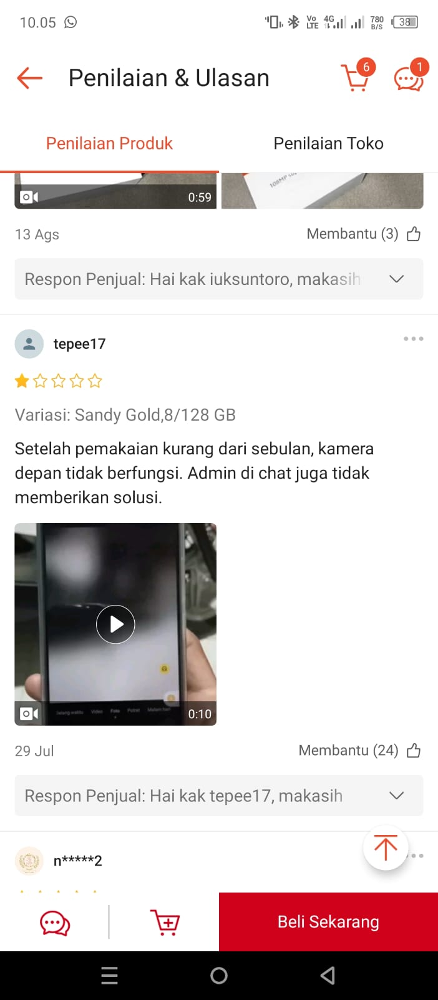 10.05
Vo LTE 4G 780 B/S 38
Penilaian & Ulasan
6
1
Penilaian Produk
Penilaian Toko
108MP
0:59
13 Ags
Membantu (3)
Respon Penjual: Hai kak iuksuntoro, makasih
tepee17
Variasi: Sandy Gold,8/128 GB
Setelah pemakaian kurang dari sebulan, kamera
depan tidak berfungsi. Admin di chat juga tidak
memberikan solusi.
Selang waktu Video Foto Potret Malam hari
0:10
29 Jul
Membantu (24)
Respon Penjual: Hai kak tepee17, makasih
n*****2
Beli Sekarang